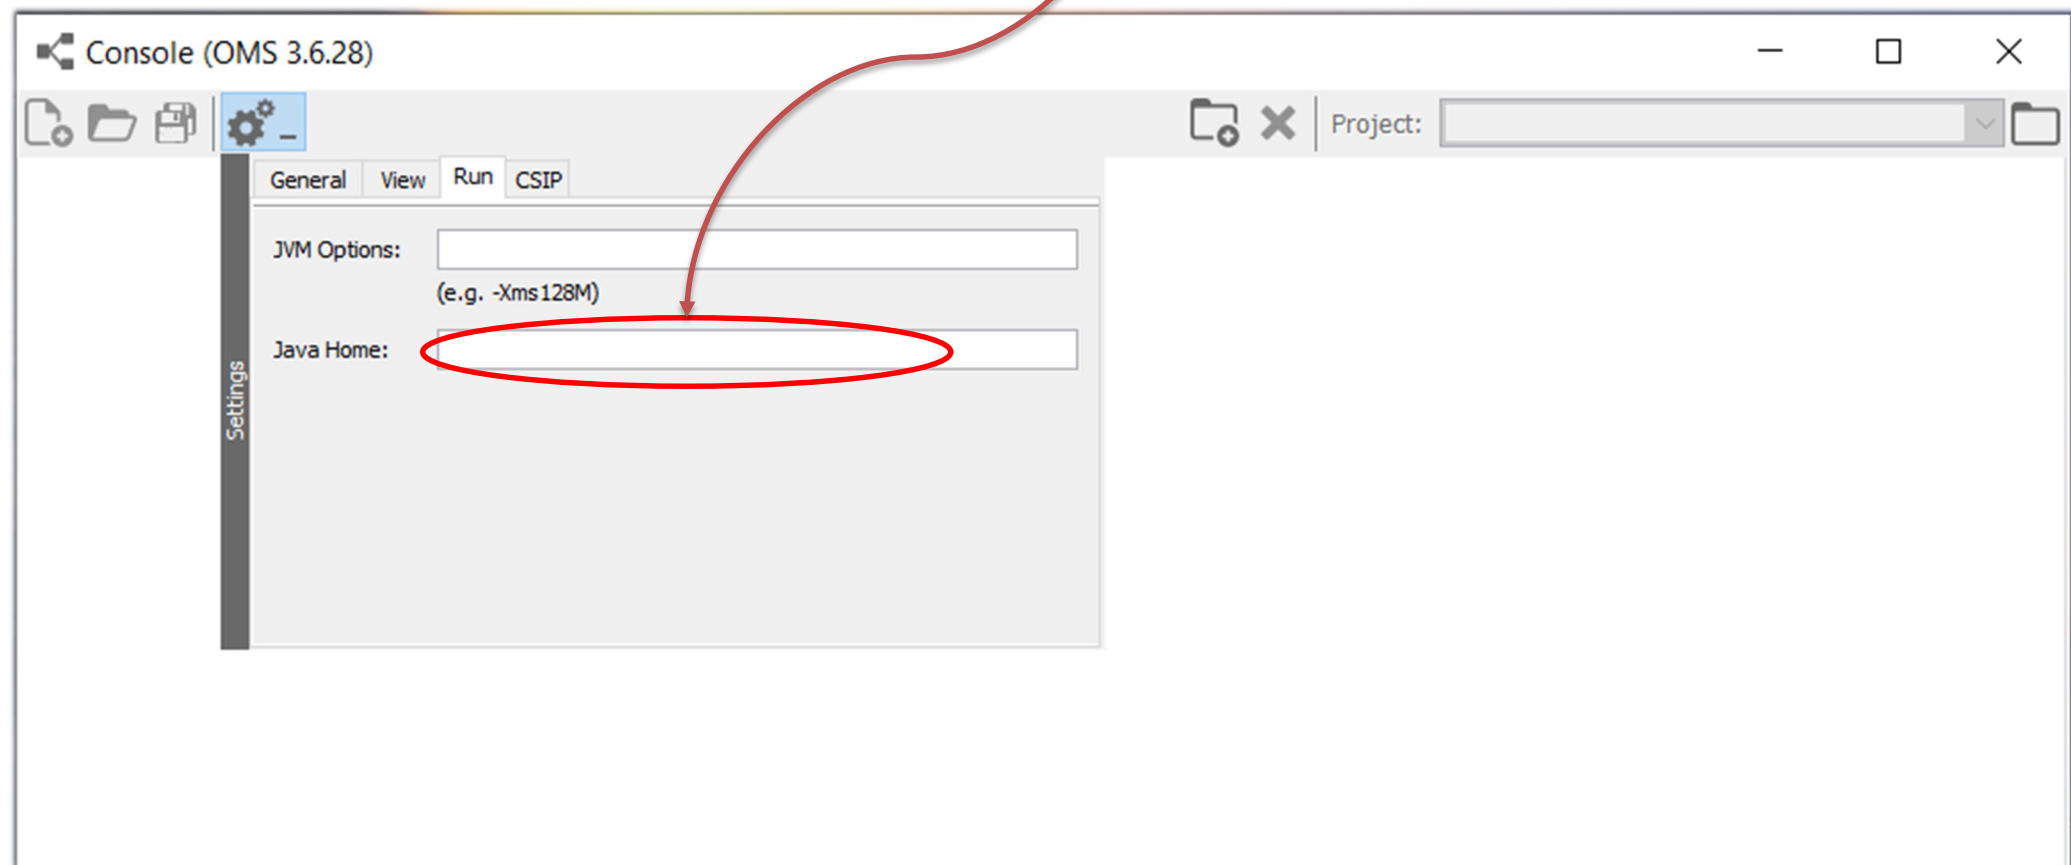 Console (OMS 3.6.28)
Project:
General View Run CSIP
JVM Options:
(e.g. -Xms128M)
Java Home:
Settings